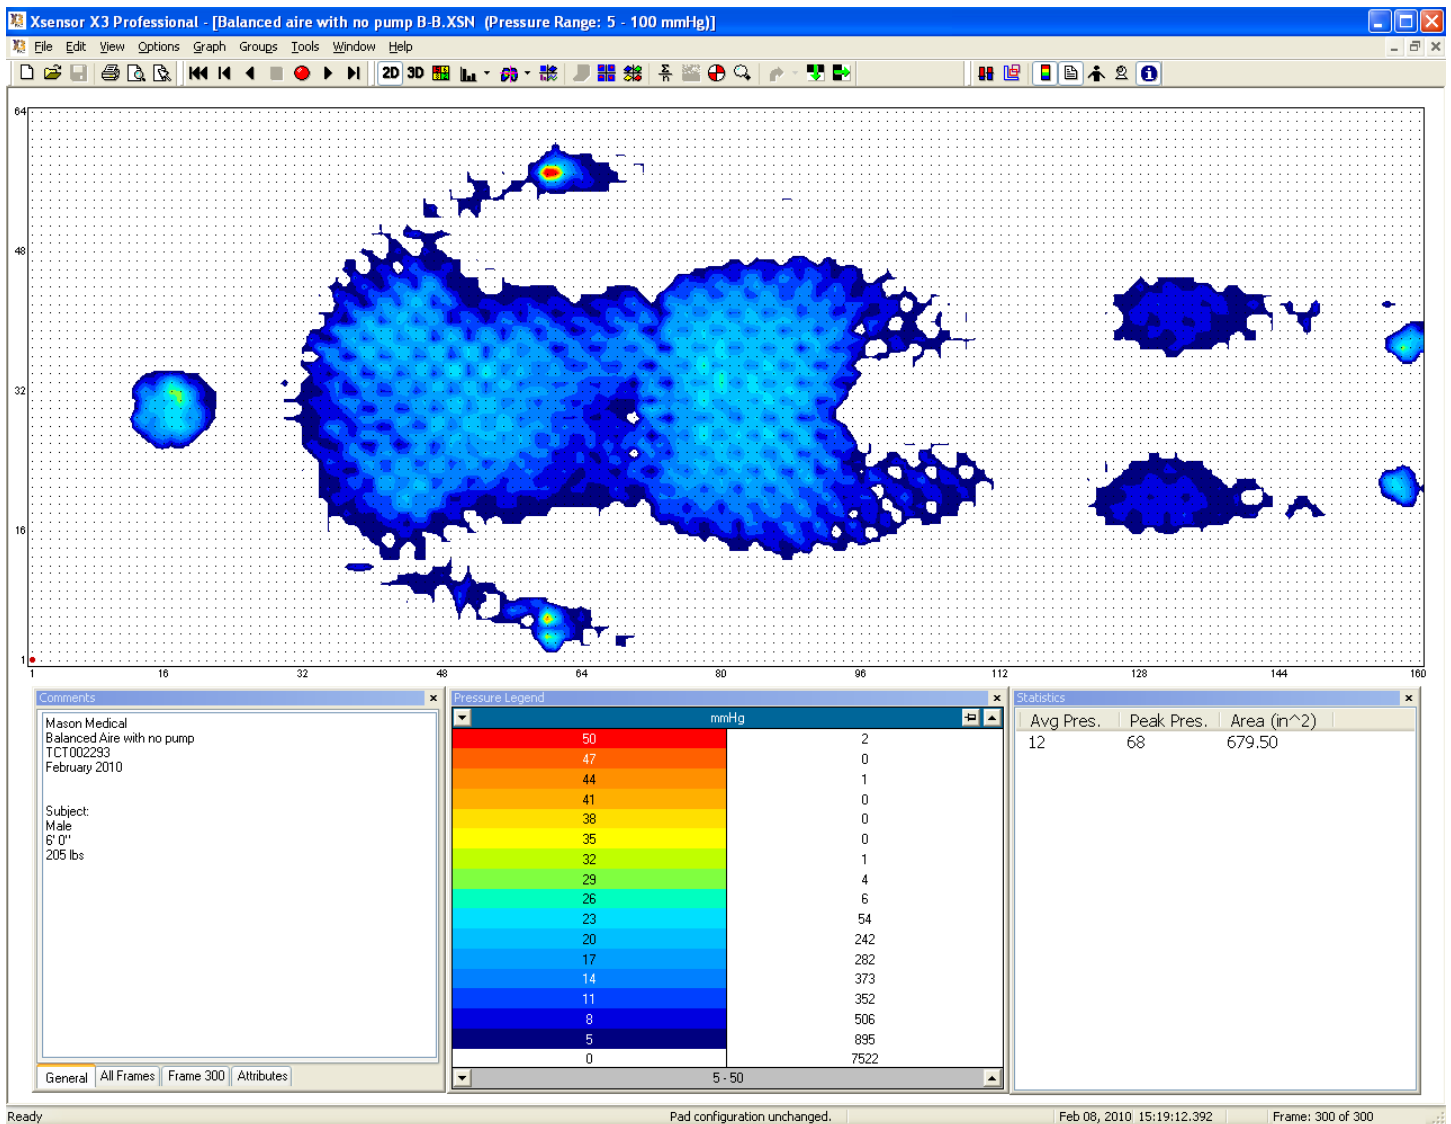 Xsensor X3 Professional - [Balanced aire with no pump B-B.XSN (Pressure Range: 5 - 100 mmHg)]
File Edit View Options Graph Groups Tools Window Help
2D 3D
64
48
32
16
1
1 16 32 48 64 80 96 112 128 144 160
Comments
Mason Medical
Balanced Aire with no pump
TCT002293
February 2010
Subject:
Male
6' 0"
205 lbs
General All Frames Frame 300 Attributes
Pressure Legend
mmHg
50 2
47 0
44 1
41 0
38 0
35 0
32 1
29 4
26 6
23 54
20 242
17 282
14 373
11 352
8 506
5 895
0 7522
5 - 50
Statistics
Avg Pres. Peak Pres. Area (in^2)
12 68 679.50
Ready Pad configuration unchanged. Feb 08, 2010 15:19:12.392 Frame: 300 of 300